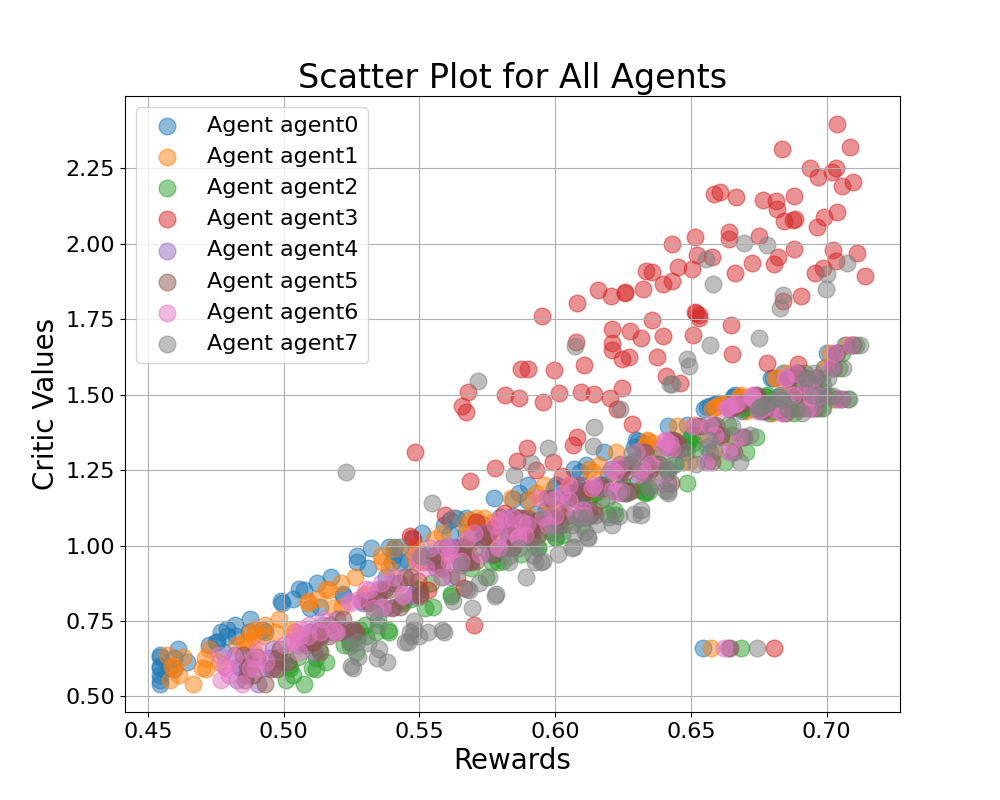 Scatter Plot for All Agents
Agent agent0
Agent agent1
Agent agent2
Agent agent3
Agent agent4
Agent agent5
Agent agent6
Agent agent7
Critic Values
2.25
2.00
1.75
1.50
1.25
1.00
0.75
0.50
0.45
0.50
0.55
0.60
0.65
0.70
Rewards